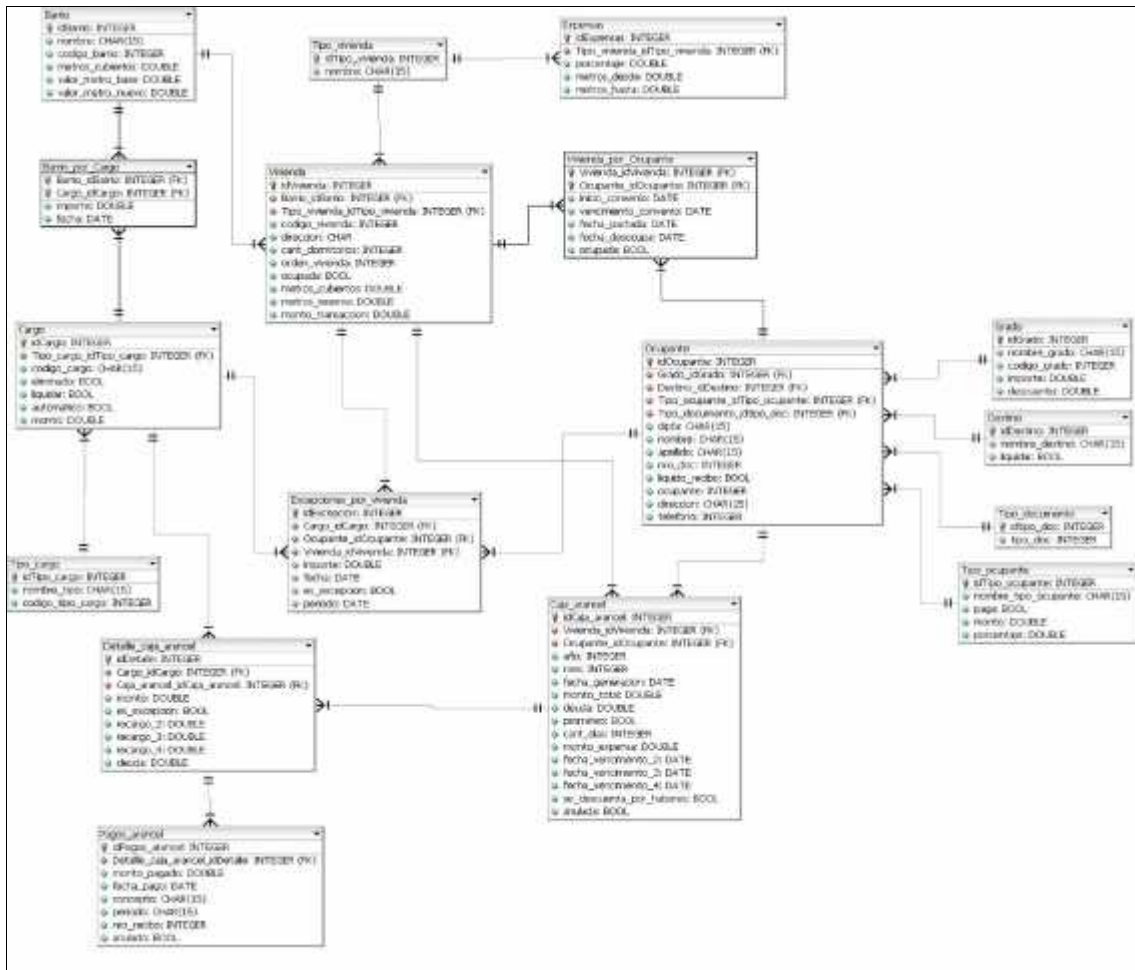 Barrio
idBarrio: INTEGER
nombre: CHAR(15)
codigo_barrio: INTEGER
metros_cubiertos: DOUBLE
valor_metro_base: DOUBLE
valor_metro_nuevo: DOUBLE
Tipo_vivienda
idTipo_vivienda: INTEGER
nombre: CHAR(15)
Expensas
idExpensas: INTEGER
Tipo_vivienda_idTipo_vivienda: INTEGER (FK)
porcentaje: DOUBLE
metros_desde: DOUBLE
metros_hasta: DOUBLE
Barrio_por_Cargo
Barrio_idBarrio: INTEGER (FK)
Cargo_idCargo: INTEGER (FK)
importe: DOUBLE
fecha: DATE
Vivienda
idVivienda: INTEGER
Barrio_idBarrio: INTEGER (FK)
Tipo_vivienda_idTipo_vivienda: INTEGER (FK)
codigo_vivienda: INTEGER
direccion: CHAR
cant_dormitorios: INTEGER
orden_vivienda: INTEGER
ocupada: BOOL
metros_cubiertos: DOUBLE
metros_reserva: DOUBLE
monto_transaccion: DOUBLE
Vivienda_por_Ocupante
Vivienda_idVivienda: INTEGER (FK)
Ocupante_idOcupante: INTEGER (FK)
inicio_convenio: DATE
vencimiento_convenio: DATE
fecha_pactada: DATE
fecha_desocupa: DATE
ocupada: BOOL
Cargo
idCargo: INTEGER
Tipo_cargo_idTipo_cargo: INTEGER (FK)
codigo_cargo: CHAR(15)
eliminado: BOOL
liquidar: BOOL
automatico: BOOL
monto: DOUBLE
Ocupante
idOcupante: INTEGER
Grado_idGrado: INTEGER (FK)
Destino_idDestino: INTEGER (FK)
Tipo_ocupante_idTipo_ocupante: INTEGER (FK)
Tipo_documento_idtipo_doc: INTEGER (FK)
CHAR(15)
nombre: CHAR(15)
apellido: CHAR(15)
nro_doc: INTEGER
liquido_recibo: BOOL
ocupante: INTEGER
direccion: CHAR(15)
telefono: INTEGER
Grado
idGrado: INTEGER
nombre_grado: CHAR(15)
codigo_grado: INTEGER
importe: DOUBLE
descuento: DOUBLE
Destino
idDestino: INTEGER
nombre_destino: CHAR(15)
liquida: BOOL
Tipo_documento
idtipo_doc: INTEGER
tipo_doc: INTEGER
Tipo_ocupante
idTipo_ocupante: INTEGER
nombre_tipo_ocupante: CHAR(15)
paga: BOOL
monto: DOUBLE
porcentaje: DOUBLE
Excepciones_por_vivienda
idExcepcion: INTEGER
Cargo_idCargo: INTEGER (FK)
Ocupante_idOcupante: INTEGER (FK)
Vivienda_idVivienda: INTEGER (FK)
importe: DOUBLE
fecha: DATE
es_excepcion: BOOL
periodo: DATE
Tipo_cargo
idTipo_cargo: INTEGER
nombre_tipo: CHAR(15)
codigo_tipo_cargo: INTEGER
Caja_arancel
idCaja_arancel: INTEGER
Vivienda_idVivienda: INTEGER (FK)
Ocupante_idOcupante: INTEGER (FK)
año: INTEGER
mes: INTEGER
fecha_generacion: DATE
monto_total: DOUBLE
deuda: DOUBLE
prorrateo: BOOL
cant_dias: INTEGER
monto_expensa: DOUBLE
fecha_vencimiento_2: DATE
fecha_vencimiento_3: DATE
fecha_vencimiento_4: DATE
se_descuenta_por_haberes: BOOL
anulada: BOOL
Detalle_caja_arancel
idDetalle: INTEGER
Cargo_idCargo: INTEGER (FK)
Caja_arancel_idCaja_arancel: INTEGER (FK)
monto: DOUBLE
es_excepcion: BOOL
recargo_2: DOUBLE
recargo_3: DOUBLE
recargo_4: DOUBLE
deuda: DOUBLE
Pagos_arancel
idPagos_arancel: INTEGER
Detalle_caja_arancel_idDetalle: INTEGER (FK)
monto_pagado: DOUBLE
fecha_pago: DATE
concepto: CHAR(15)
periodo: CHAR(15)
nro_recibo: INTEGER
anulado: BOOL